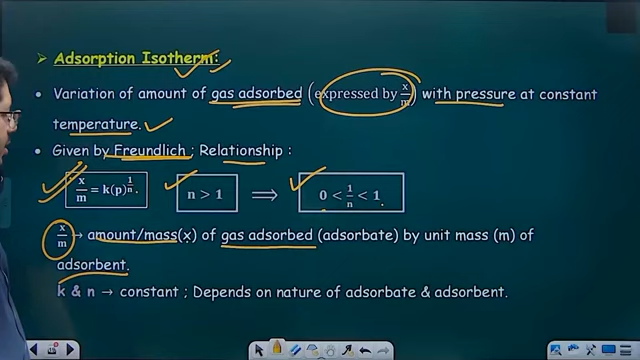 ➢ Adsorption Isotherm:
• Variation of amount of gas adsorbed (expressed by x/m) with pressure at constant
temperature.
• Given by Freundlich ; Relationship :
x/m = k(p)^1/n. n > 1 ⟹ 0 < 1/n < 1.
x/m → amount/mass(x) of gas adsorbed (adsorbate) by unit mass (m) of
adsorbent.
k & n → constant ; Depends on nature of adsorbate & adsorbent.